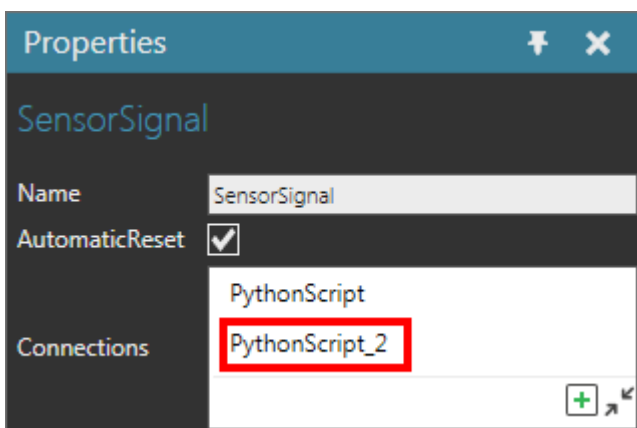 Properties
SensorSignal
Name SensorSignal
AutomaticReset
PythonScript
Connections PythonScript_2